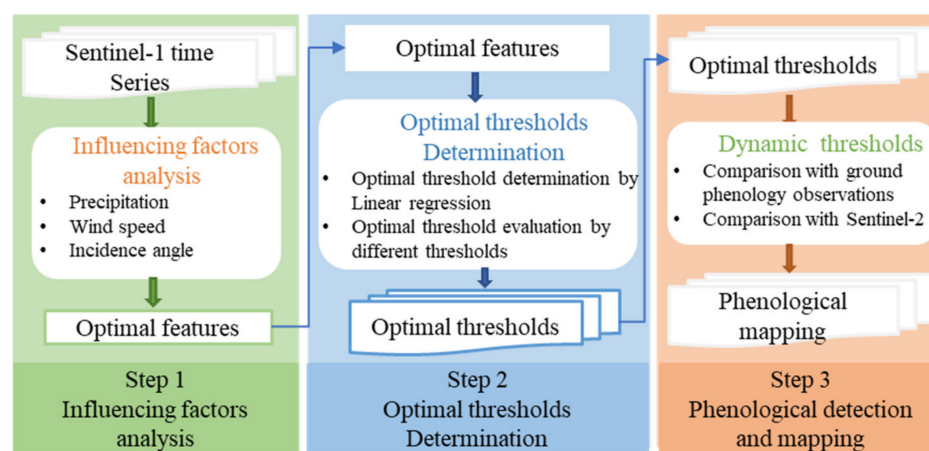 Sentinel-1 time
Series
Influencing factors
analysis
• Precipitation
• Wind speed
• Incidence angle
Optimal features
Step 1
Influencing factors
analysis
Optimal features
Optimal thresholds
Determination
• Optimal threshold determination by
Linear regression
• Optimal threshold evaluation by
different thresholds
Optimal thresholds
Step 2
Optimal thresholds
Determination
Optimal thresholds
Dynamic thresholds
• Comparison with ground
phenology observations
• Comparison with Sentinel-2
Phenological
mapping
Step 3
Phenological detection
and mapping